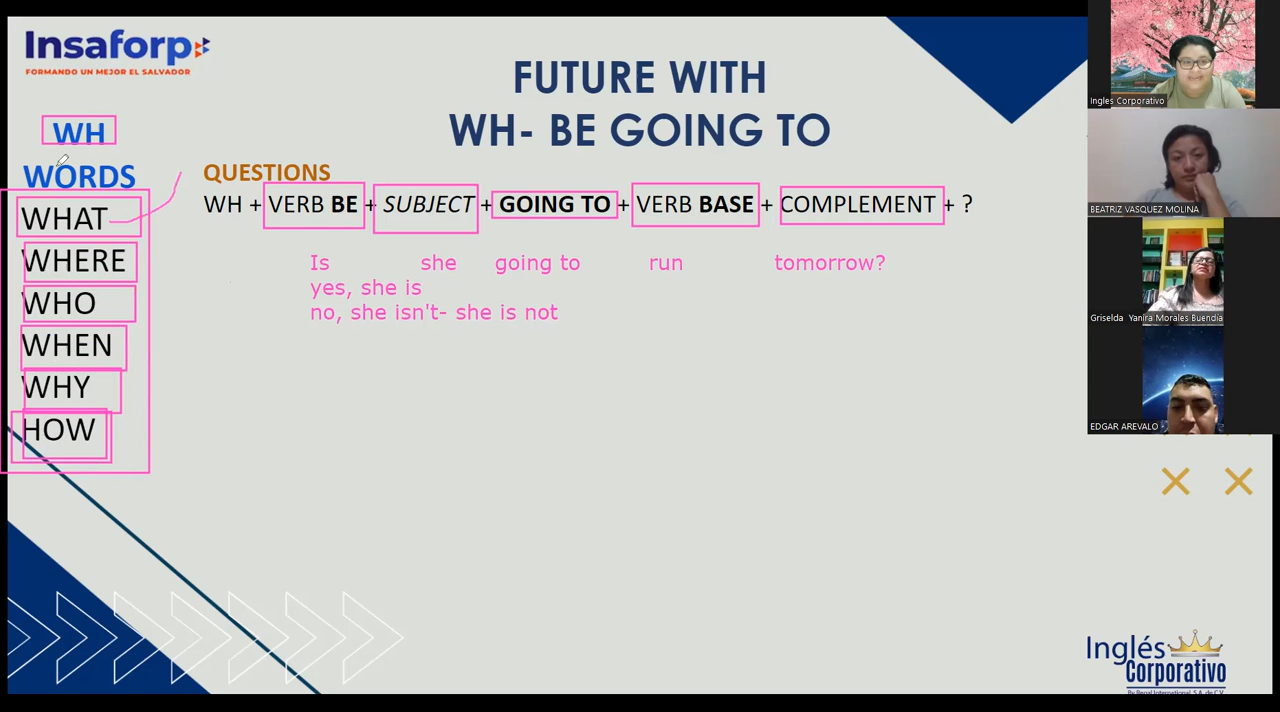 Insaforp
FORMANDO UN MEJOR EL SALVADOR
FUTURE WITH
WH- BE GOING TO
WH
WORDS
WHAT
WHERE
WHO
WHEN
WHY
HOW
QUESTIONS
WH + VERB BE + SUBJECT + GOING TO + VERB BASE + COMPLEMENT + ?
Is she going to run tomorrow?
yes, she is
no, she isn't- she is not
Ingles Corporativo
BEATRIZ VASQUEZ MOLINA
Griselda Yanira Morales Buendia
EDGAR AREVALO
Inglés
Corporativo